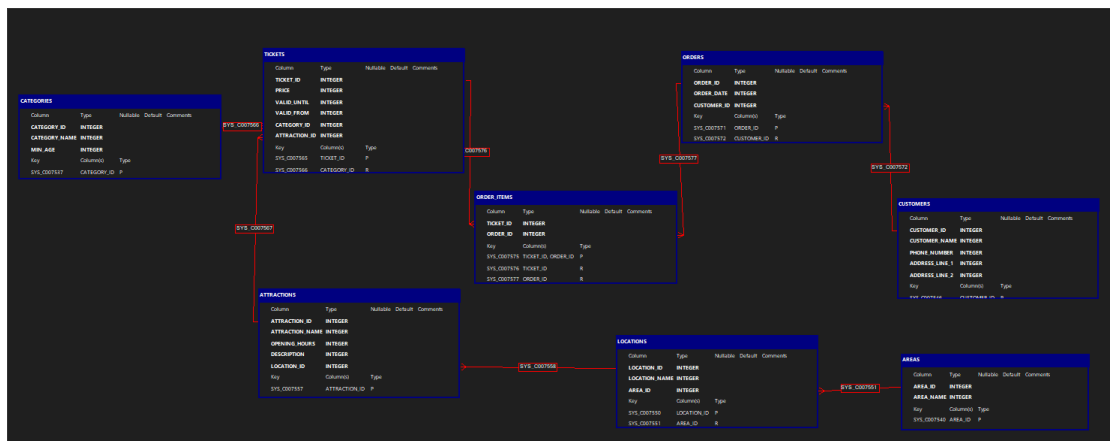 CATEGORIES
Column Type Nullable Default Comments
CATEGORY_ID INTEGER
CATEGORY_NAME INTEGER
MIN_AGE INTEGER
Key Column(s) Type
SYS_C007537 CATEGORY_ID P
SYS_C007566
TICKETS
Column Type Nullable Default Comments
TICKET_ID INTEGER
PRICE INTEGER
VALID_UNTIL INTEGER
VALID_FROM INTEGER
CATEGORY_ID INTEGER
ATTRACTION_ID INTEGER
Key Column(s) Type
SYS_C007565 TICKET_ID P
SYS_C007566 CATEGORY_ID R
C007576
SYS_C007567
ORDERS
Column Type Nullable Default Comments
ORDER_ID INTEGER
ORDER_DATE INTEGER
CUSTOMER_ID INTEGER
Key Column(s) Type
SYS_C007571 ORDER_ID P
SYS_C007572 CUSTOMER_ID R
SYS_C007577
SYS_C007572
ORDER_ITEMS
Column Type Nullable Default Comments
TICKET_ID INTEGER
ORDER_ID INTEGER
Key Column(s) Type
SYS_C007575 TICKET_ID, ORDER_ID P
SYS_C007576 TICKET_ID R
SYS_C007577 ORDER_ID R
CUSTOMERS
Column Type Nullable Default Comments
CUSTOMER_ID INTEGER
CUSTOMER_NAME INTEGER
PHONE_NUMBER INTEGER
ADDRESS_LINE_1 INTEGER
ADDRESS_LINE_2 INTEGER
Key Column(s) Type
CUSTOMER_ID
ATTRACTIONS
Column Type Nullable Default Comments
ATTRACTION_ID INTEGER
ATTRACTION_NAME INTEGER
OPENING_HOURS INTEGER
DESCRIPTION INTEGER
LOCATION_ID INTEGER
Key Column(s) Type
SYS_C007557 ATTRACTION_ID P
SYS_C007558
LOCATIONS
Column Type Nullable Default Comments
LOCATION_ID INTEGER
LOCATION_NAME INTEGER
AREA_ID INTEGER
Key Column(s) Type
SYS_C007550 LOCATION_ID P
SYS_C007551 AREA_ID R
SYS_C007551
AREAS
Column Type Nullable Default Comments
AREA_ID INTEGER
AREA_NAME INTEGER
Key Column(s) Type
SYS_C007540 AREA_ID P